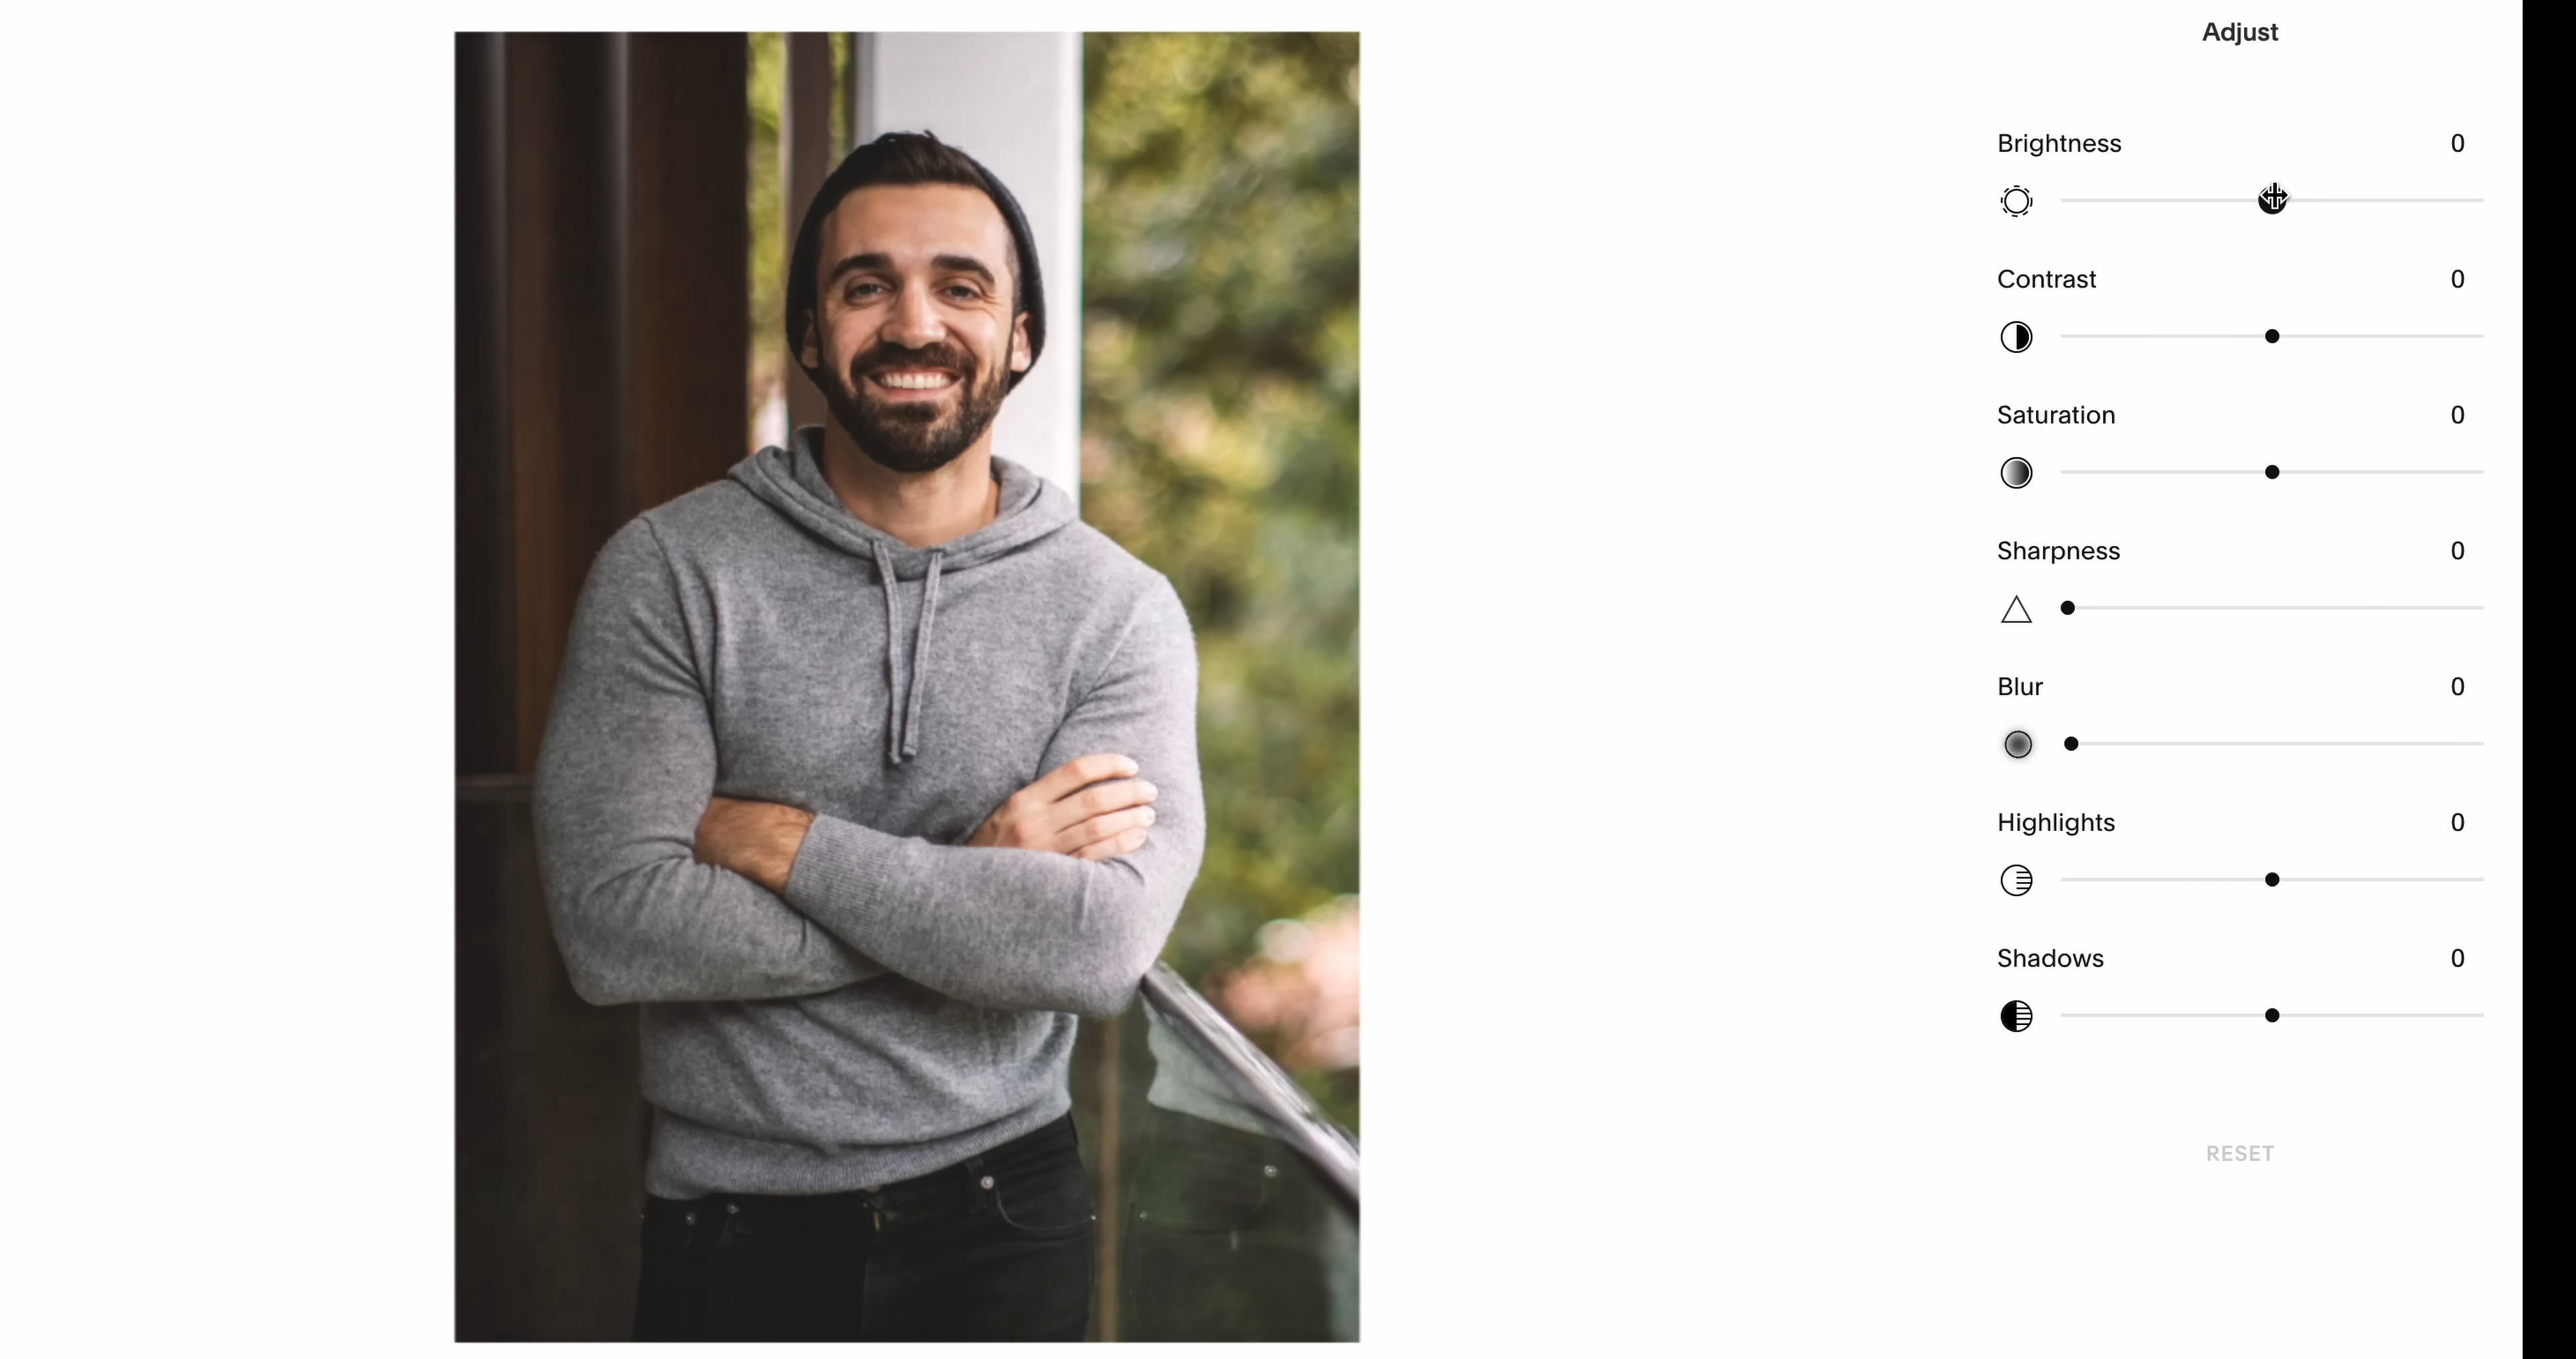 Adjust
Brightness 0
Contrast 0
Saturation 0
Sharpness 0
Blur 0
Highlights 0
Shadows 0
RESET